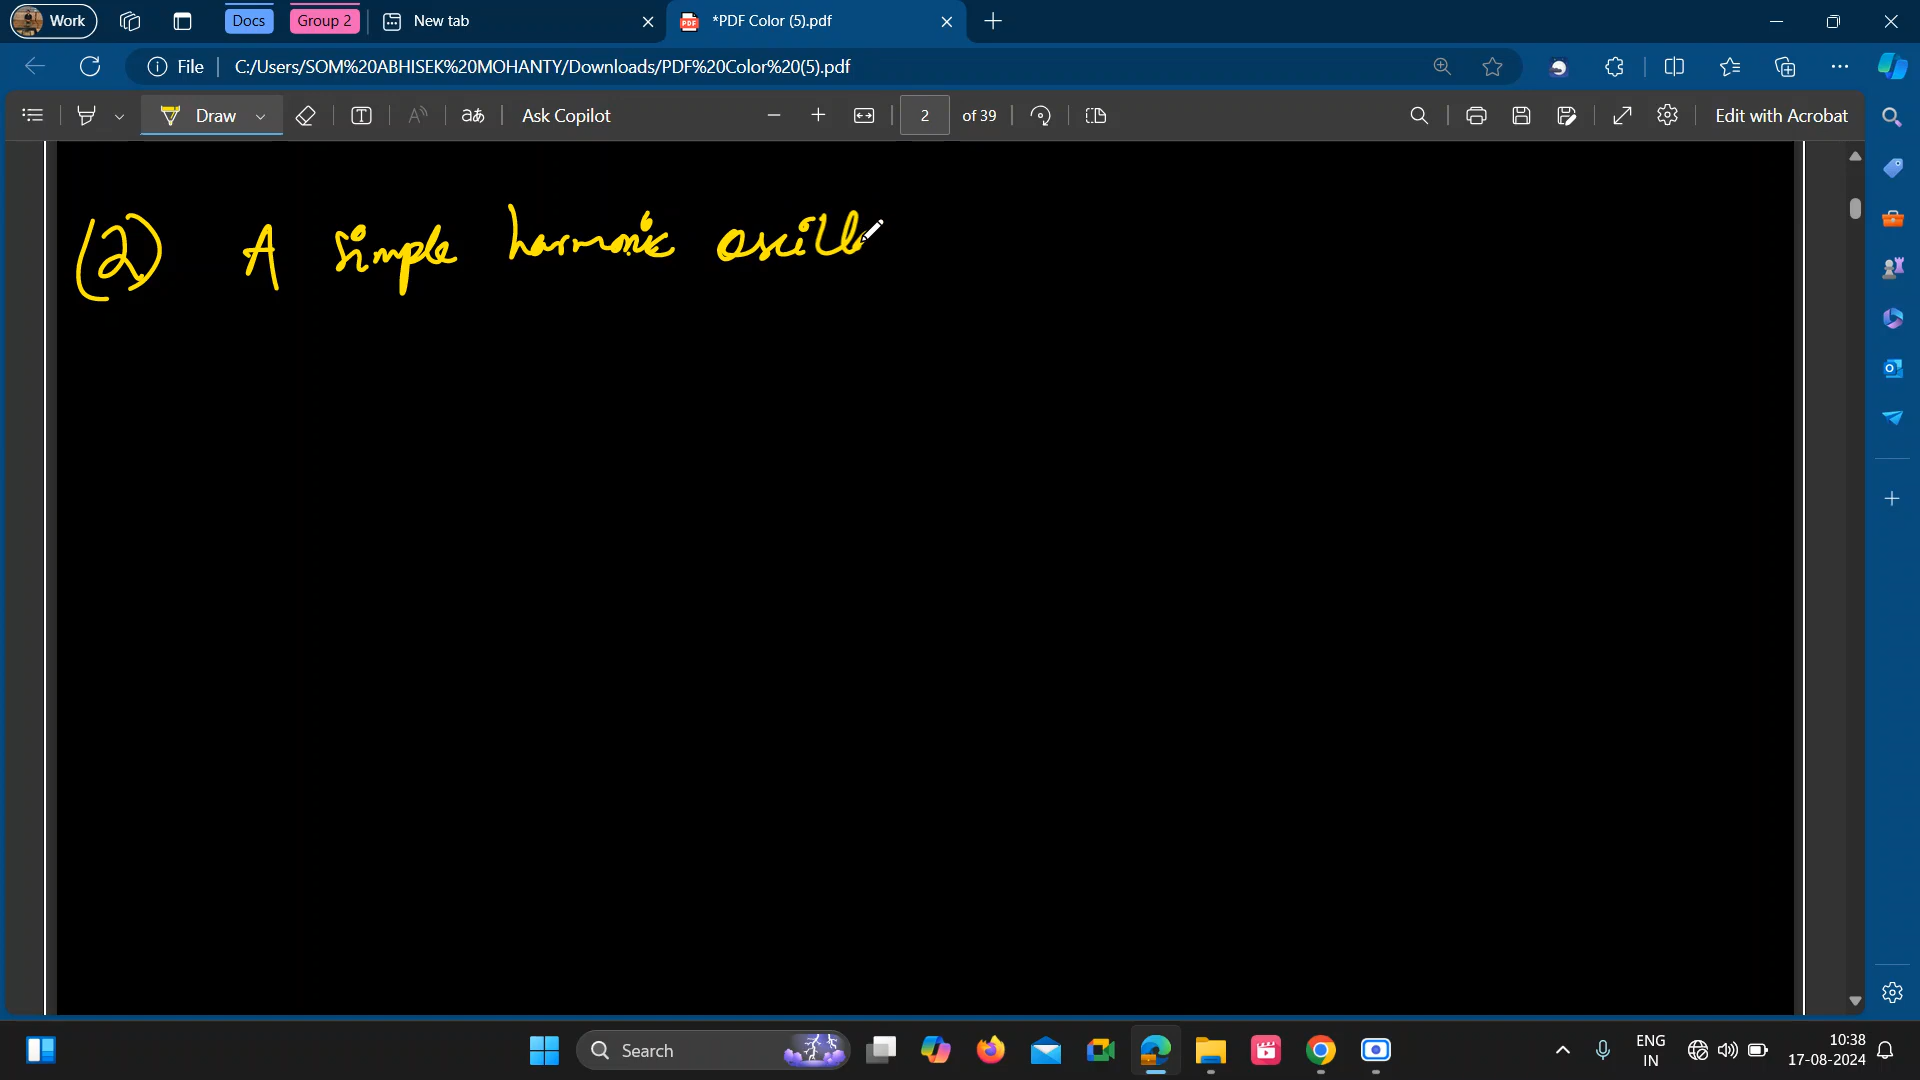 Work
Docs
Group 2
New tab
*PDF Color (5).pdf
File
C:/Users/SOM%20ABHISEK%20MOHANTY/Downloads/PDF%20Color%20(5).pdf
Draw
Ask Copilot
2
of 39
Edit with Acrobat
(2) A simple harmonic oscill
Search
ENG
IN
10:38
17-08-2024